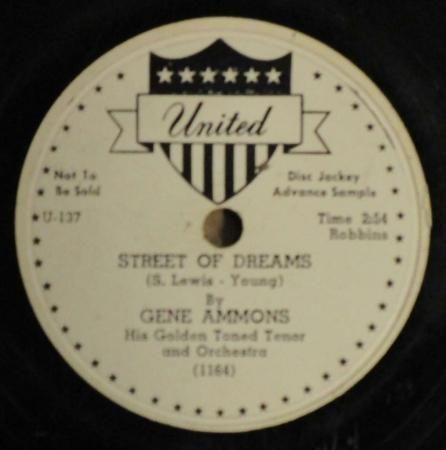 United
Not To
Be Sold
Disc Jockey
Advance Sample
U-137
Time 2:54
Robbins
STREET OF DREAMS
(S. Lewis - Young)
By
GENE AMMONS
His Golden Toned Tenor
and Orchestra
(1164)